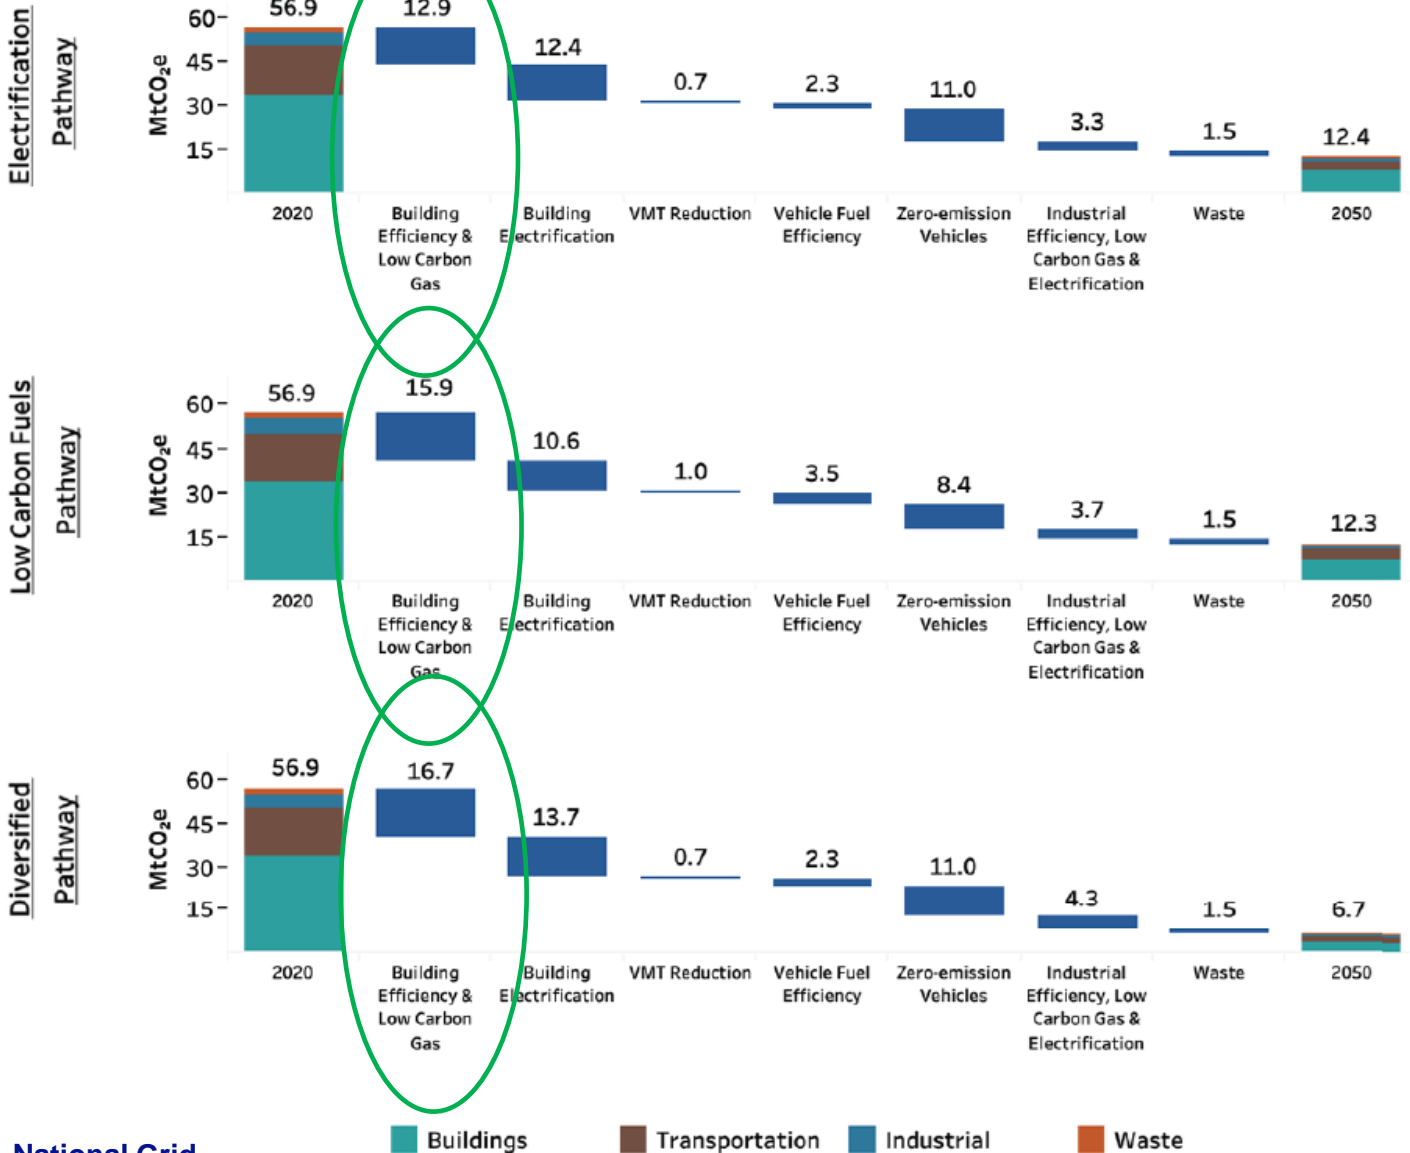 Electrification
Pathway
MtCO₂e
60
45
30
15
56.9
12.9
12.4
0.7
2.3
11.0
3.3
1.5
12.4
2020
Building
Efficiency &
Low Carbon
Gas
Building
Electrification
VMT Reduction
Vehicle Fuel
Efficiency
Zero-emission
Vehicles
Industrial
Efficiency, Low
Carbon Gas &
Electrification
Waste
2050
Low Carbon Fuels
Pathway
MtCO₂e
60
45
30
15
56.9
15.9
10.6
1.0
3.5
8.4
3.7
1.5
12.3
2020
Building
Efficiency &
Low Carbon
Gas
Building
Electrification
VMT Reduction
Vehicle Fuel
Efficiency
Zero-emission
Vehicles
Industrial
Efficiency, Low
Carbon Gas &
Electrification
Waste
2050
Diversified
Pathway
MtCO₂e
60
45
30
15
56.9
16.7
13.7
0.7
2.3
11.0
4.3
1.5
6.7
2020
Building
Efficiency &
Low Carbon
Gas
Building
Electrification
VMT Reduction
Vehicle Fuel
Efficiency
Zero-emission
Vehicles
Industrial
Efficiency, Low
Carbon Gas &
Electrification
Waste
2050
Buildings
Transportation
Industrial
Waste
National Grid